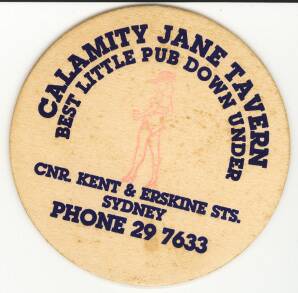 CALAMITY JANE TAVERN
BEST LITTLE PUB DOWN UNDER
CNR. KENT & ERSKINE STS.
SYDNEY
PHONE 29 7633